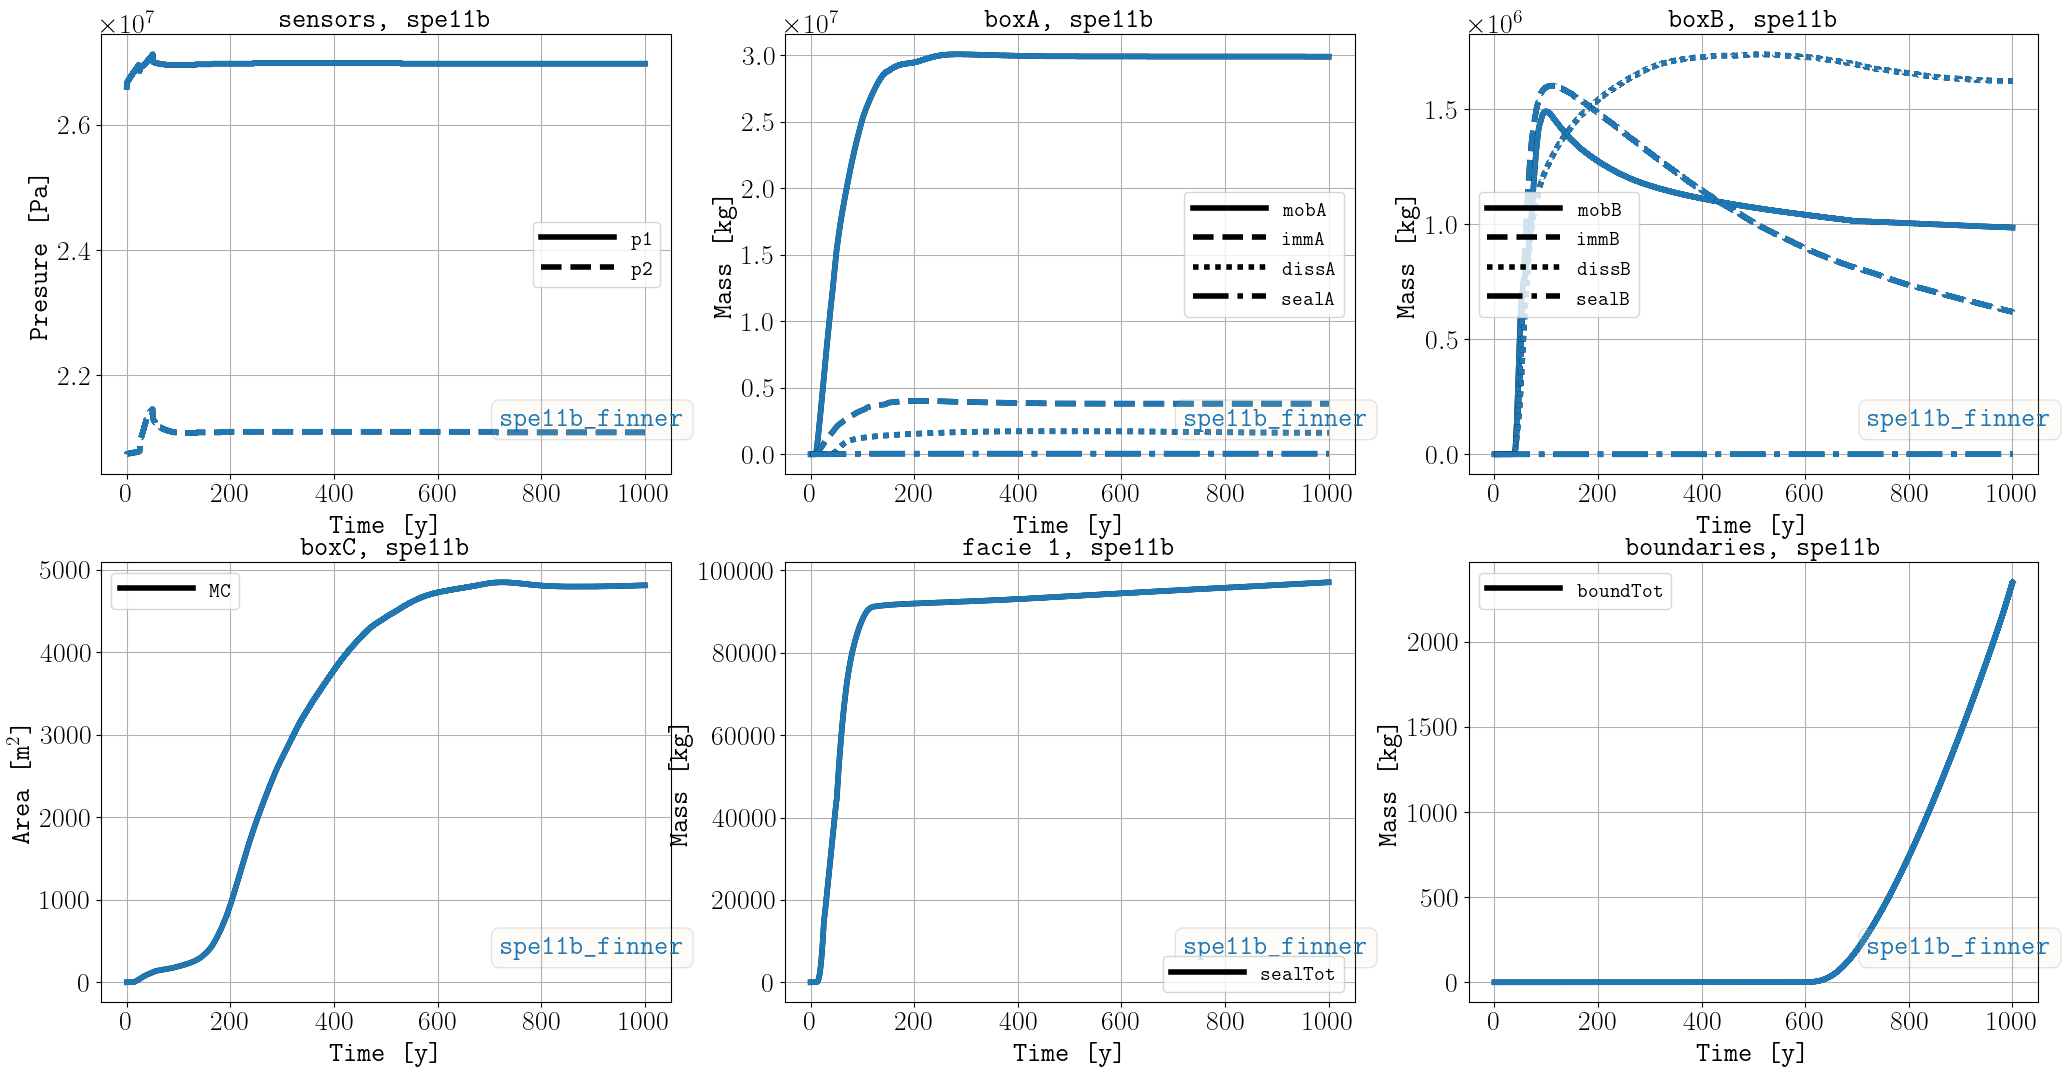 sensors, spe11b
×10⁷
2.6
2.4
2.2
Presure [Pa]
p1
p2
spe11b_finner
0 200 400 600 800 1000
Time [y]
boxA, spe11b
×10⁷
3.0
2.5
2.0
1.5
1.0
0.5
0.0
Mass [kg]
mobA
immA
dissA
sealA
spe11b_finner
0 200 400 600 800 1000
Time [y]
boxB, spe11b
×10⁶
1.5
1.0
0.5
0.0
Mass [kg]
mobB
immB
dissB
sealB
spe11b_finner
0 200 400 600 800 1000
Time [y]
boxC, spe11b
5000
4000
3000
2000
1000
0
Area [m²]
MC
spe11b_finner
0 200 400 600 800 1000
Time [y]
facie 1, spe11b
100000
80000
60000
40000
20000
0
Mass [kg]
spe11b_finner
sealTot
0 200 400 600 800 1000
Time [y]
boundaries, spe11b
2000
1500
1000
500
0
Mass [kg]
boundTot
spe11b_finner
0 200 400 600 800 1000
Time [y]